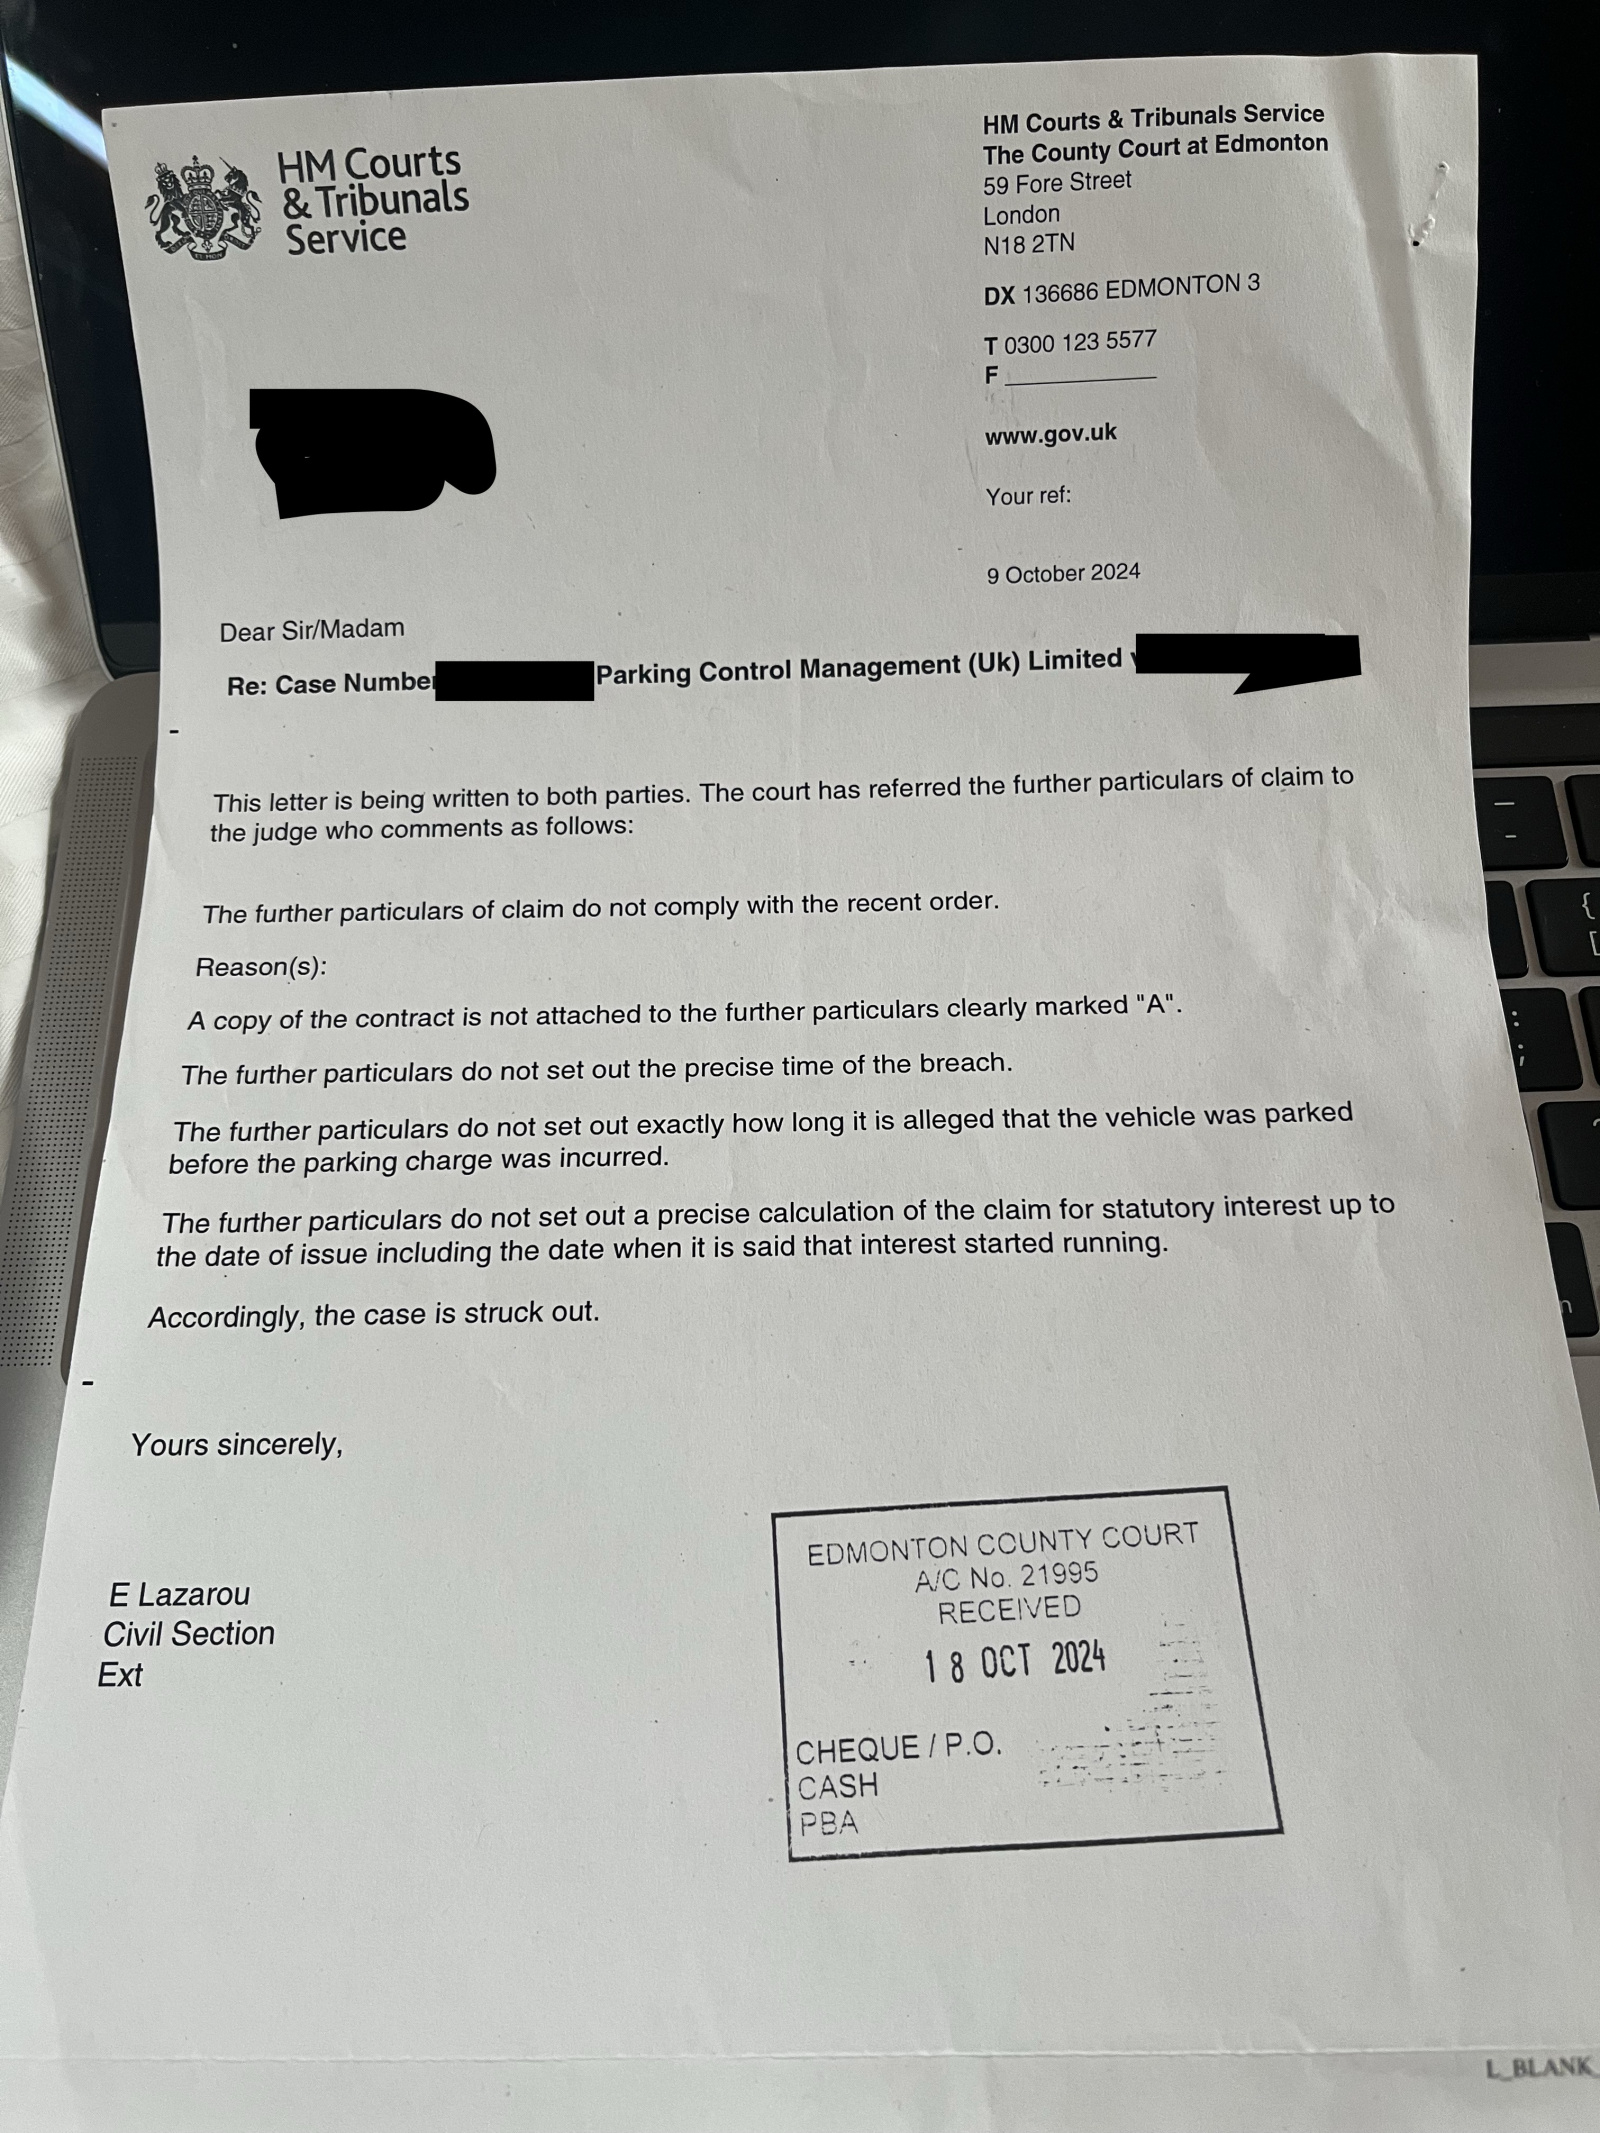 HM Courts
& Tribunals
Service
HM Courts & Tribunals Service
The County Court at Edmonton
59 Fore Street
London
N18 2TN
DX 136686 EDMONTON 3
T 0300 123 5577
F
www.gov.uk
Your ref:
9 October 2024
Dear Sir/Madam
Re: Case Number Parking Control Management (Uk) Limited
-
This letter is being written to both parties. The court has referred the further particulars of claim to
the judge who comments as follows:
The further particulars of claim do not comply with the recent order.
Reason(s):
A copy of the contract is not attached to the further particulars clearly marked "A".
The further particulars do not set out the precise time of the breach.
The further particulars do not set out exactly how long it is alleged that the vehicle was parked
before the parking charge was incurred.
The further particulars do not set out a precise calculation of the claim for statutory interest up to
the date of issue including the date when it is said that interest started running.
Accordingly, the case is struck out.
-
Yours sincerely,
E Lazarou
Civil Section
Ext
EDMONTON COUNTY COURT
A/C No. 21995
RECEIVED
18 OCT 2024
CHEQUE / P.O.
CASH
PBA
L_BLANK_